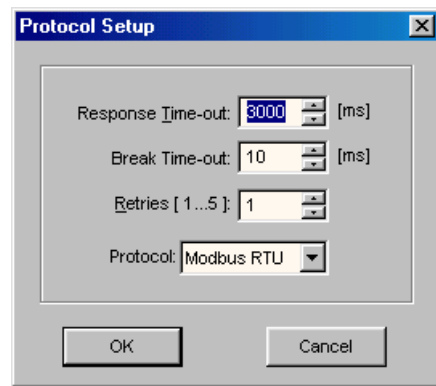 Protocol Setup
Response Time-out: 3000 [ms]
Break Time-out: 10 [ms]
Retries [ 1...5 ]: 1
Protocol: Modbus RTU
OK Cancel